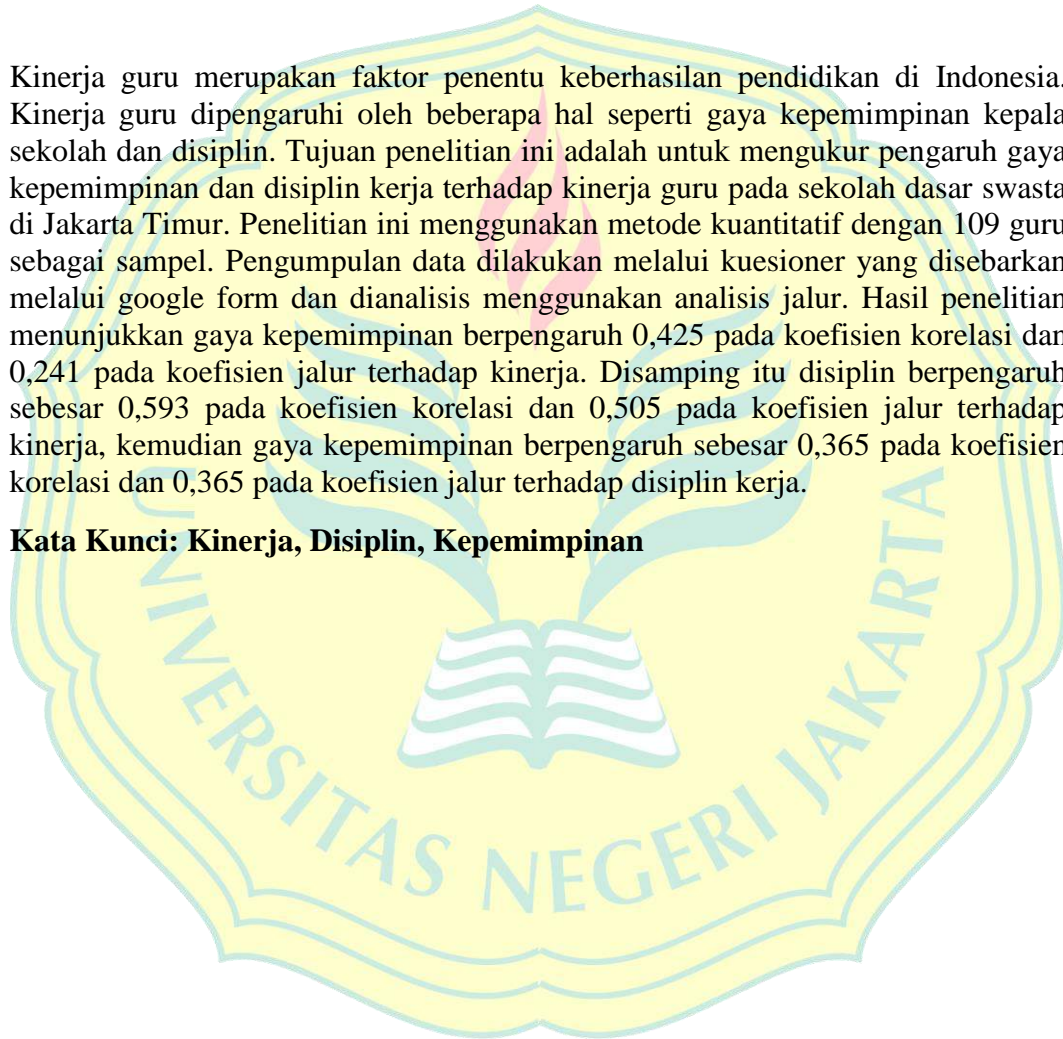 Kinerja guru merupakan faktor penentu keberhasilan pendidikan di Indonesia.
Kinerja guru dipengaruhi oleh beberapa hal seperti gaya kepemimpinan kepala
sekolah dan disiplin. Tujuan penelitian ini adalah untuk mengukur pengaruh gaya
kepemimpinan dan disiplin kerja terhadap kinerja guru pada sekolah dasar swasta
di Jakarta Timur. Penelitian ini menggunakan metode kuantitatif dengan 109 guru
sebagai sampel. Pengumpulan data dilakukan melalui kuesioner yang disebarkan
melalui google form dan dianalisis menggunakan analisis jalur. Hasil penelitian
menunjukkan gaya kepemimpinan berpengaruh 0,425 pada koefisien korelasi dan
0,241 pada koefisien jalur terhadap kinerja. Disamping itu disiplin berpengaruh
sebesar 0,593 pada koefisien korelasi dan 0,505 pada koefisien jalur terhadap
kinerja, kemudian gaya kepemimpinan berpengaruh sebesar 0,365 pada koefisien
korelasi dan 0,365 pada koefisien jalur terhadap disiplin kerja.
Kata Kunci: Kinerja, Disiplin, Kepemimpinan
UNIVERSITAS NEGERI JAKARTA